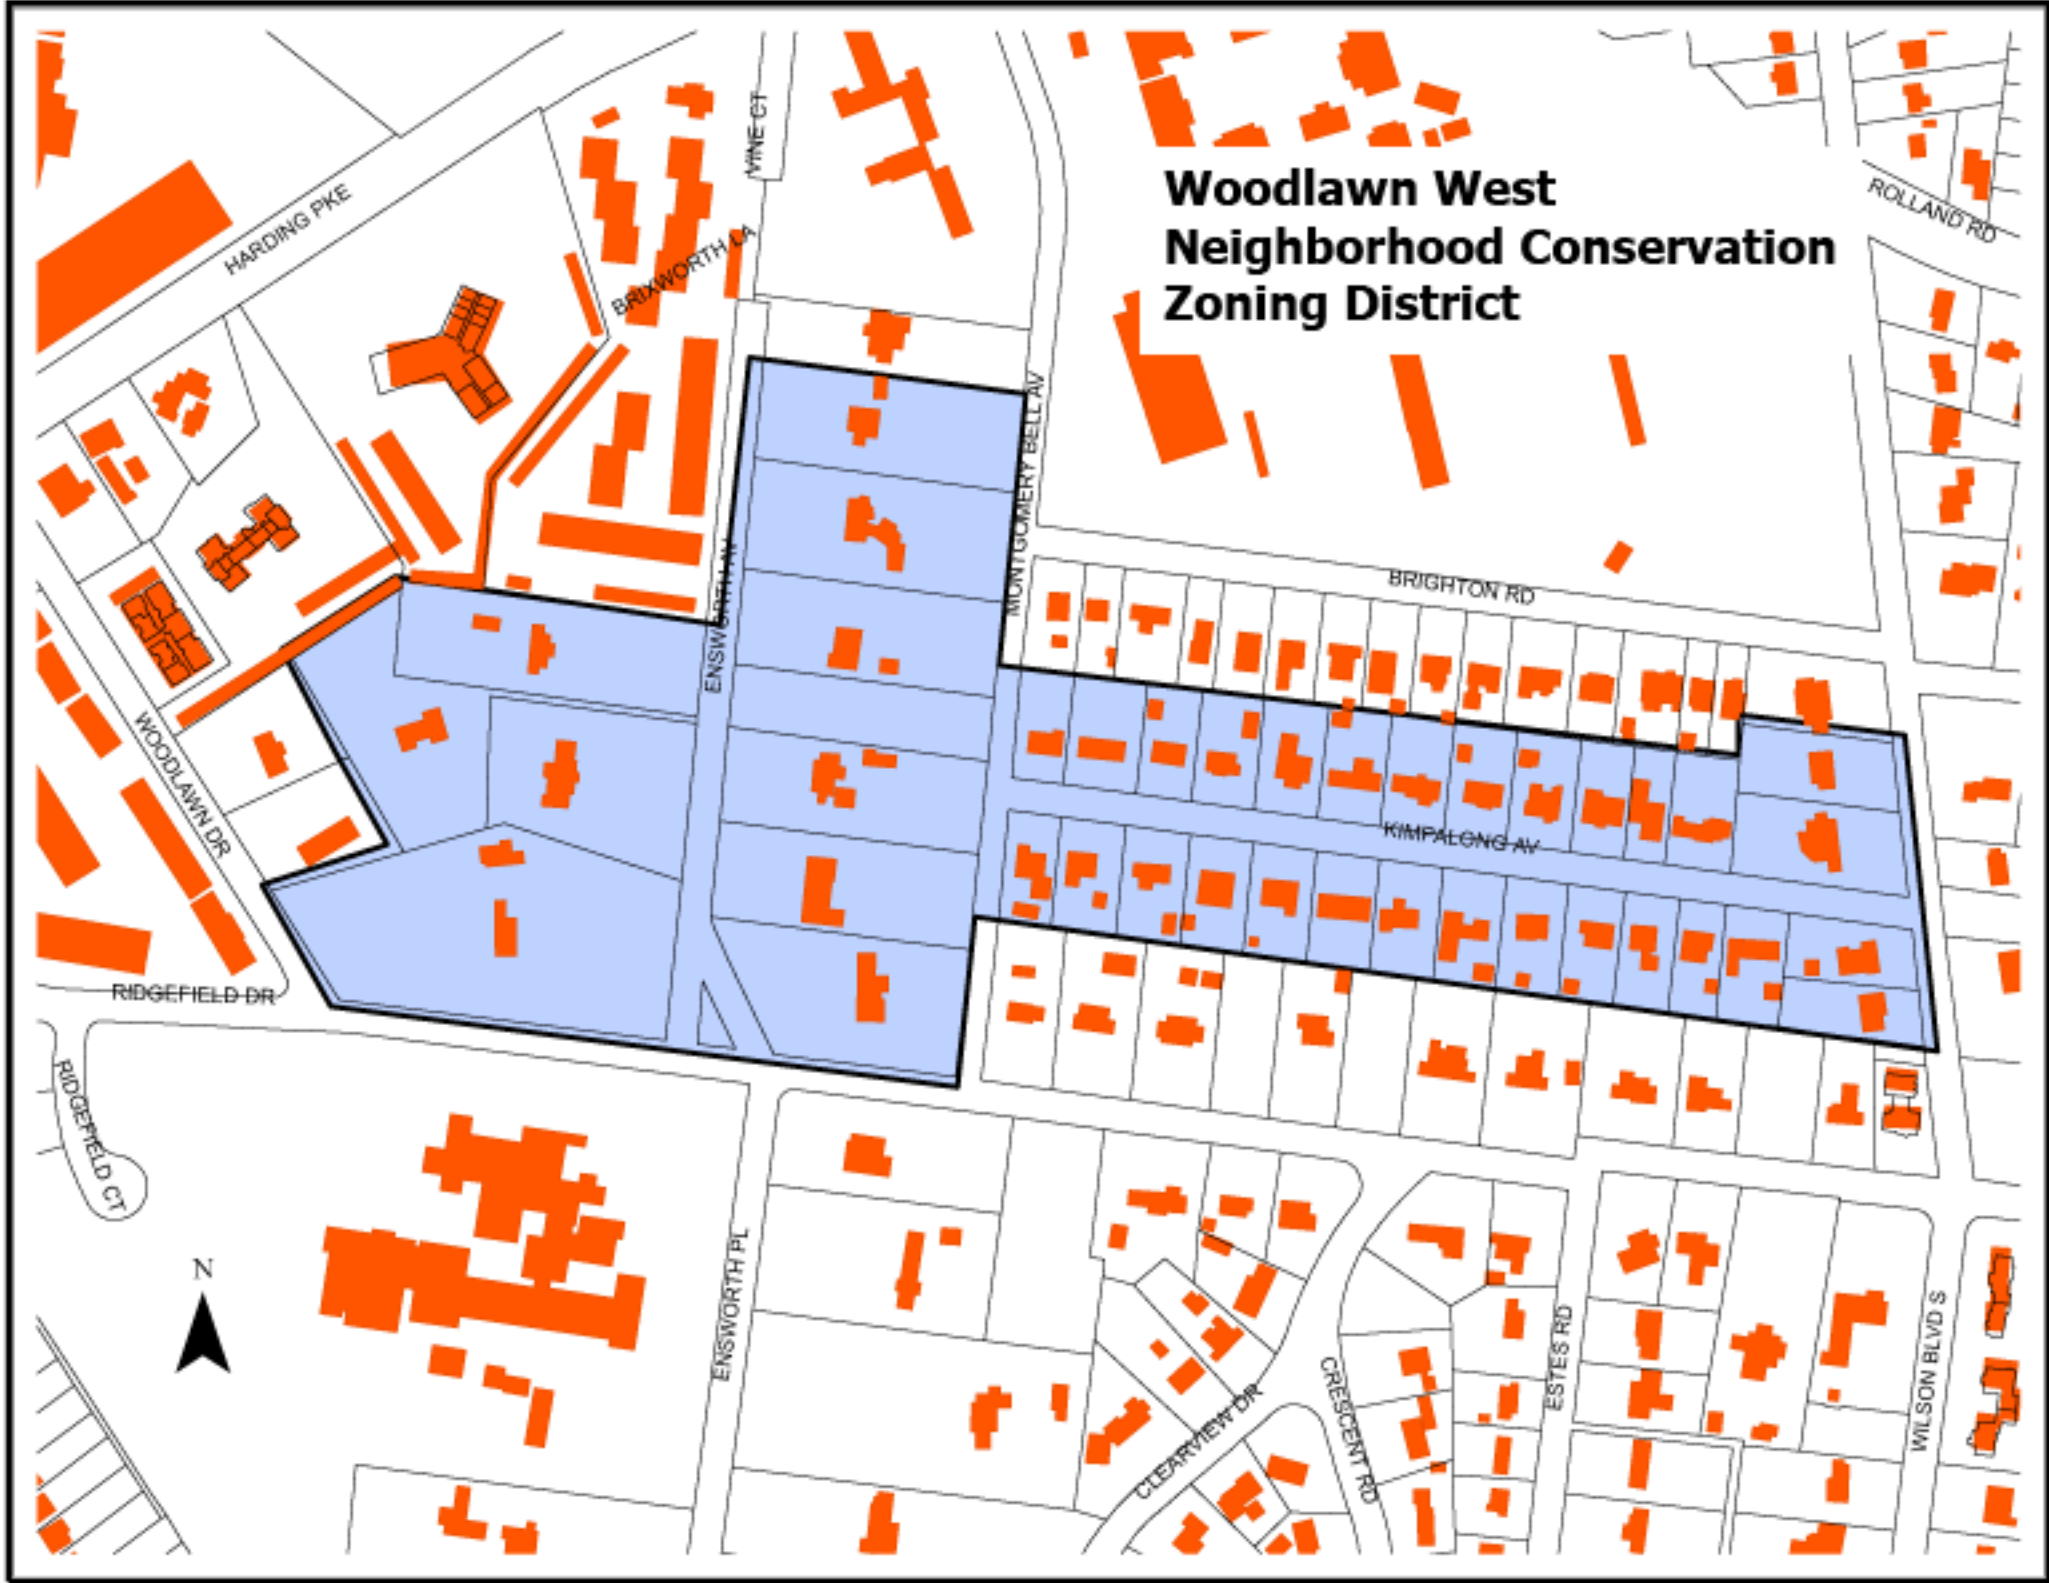 VINE CT
HARDING PKE
Woodlawn West
Neighborhood Conservation
Zoning District
ROLLAND RD
BRIXWORTH LA
MONTGOMERY BELL AV
ENSWORTH AV
BRIGHTON RD
WOODLAWN DR
KIMPALONG AV
RIDGEFIELD DR
RIDGEFIELD CT
N
ENSWORTH PL
CLEARVIEW DR
CRESCENT RD
ESTES RD
WILSON BLVD S